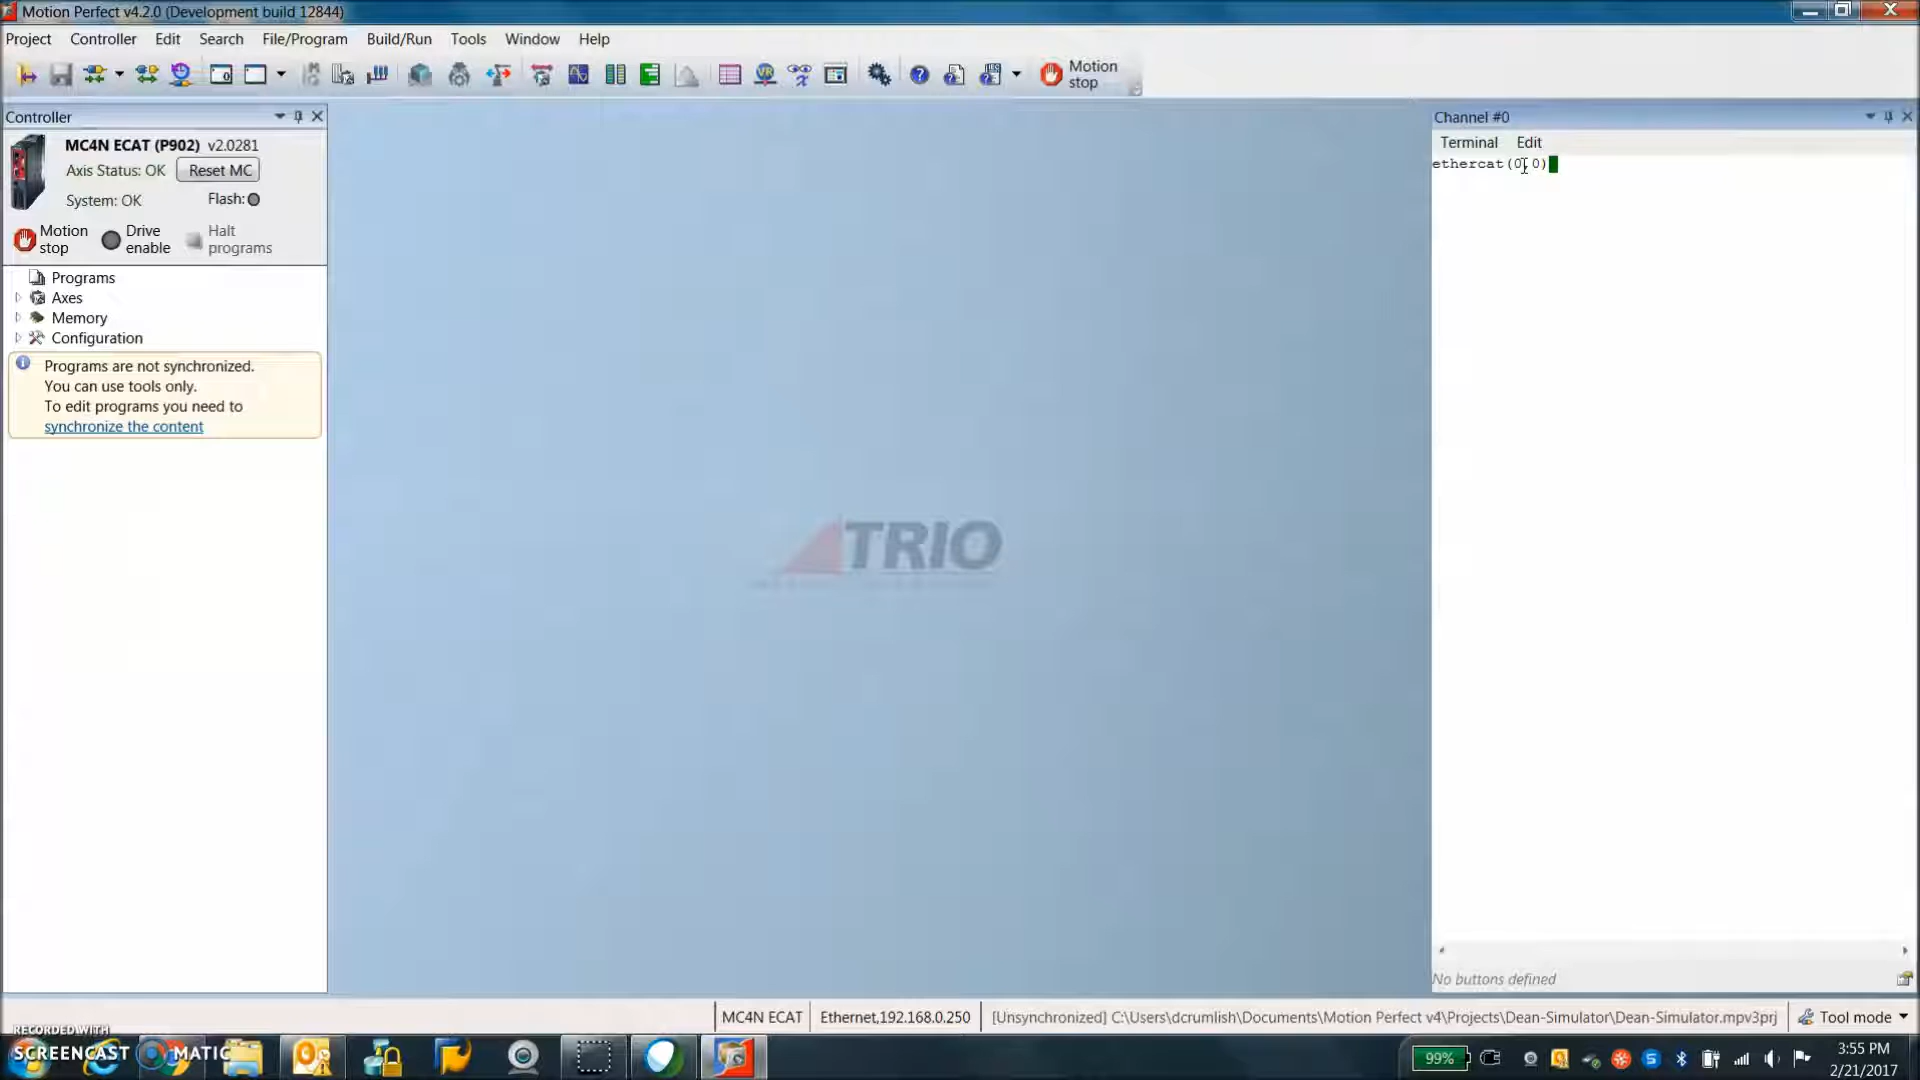 Motion Perfect v4.2.0 (Development build 12844)
Project Controller Edit Search File/Program Build/Run Tools Window Help
Motion
stop
Controller
MC4N ECAT (P902) v2.0281
Axis Status: OK Reset MC
System: OK Flash:
Motion
stop
Drive
enable
Halt
programs
Programs
Axes
Memory
Configuration
Programs are not synchronized.
You can use tools only.
To edit programs you need to
synchronize the content
TRIO
Channel #0
Terminal Edit
ethercat(0,0)
No buttons defined
MC4N ECAT Ethernet,192.168.0.250 [Unsynchronized] C:\Users\dcrumlish\Documents\Motion Perfect v4\Projects\Dean-Simulator\Dean-Simulator.mpv3prj Tool mode
RECORDED WITH
SCREENCAST MATIC
99%
3:55 PM
2/21/2017